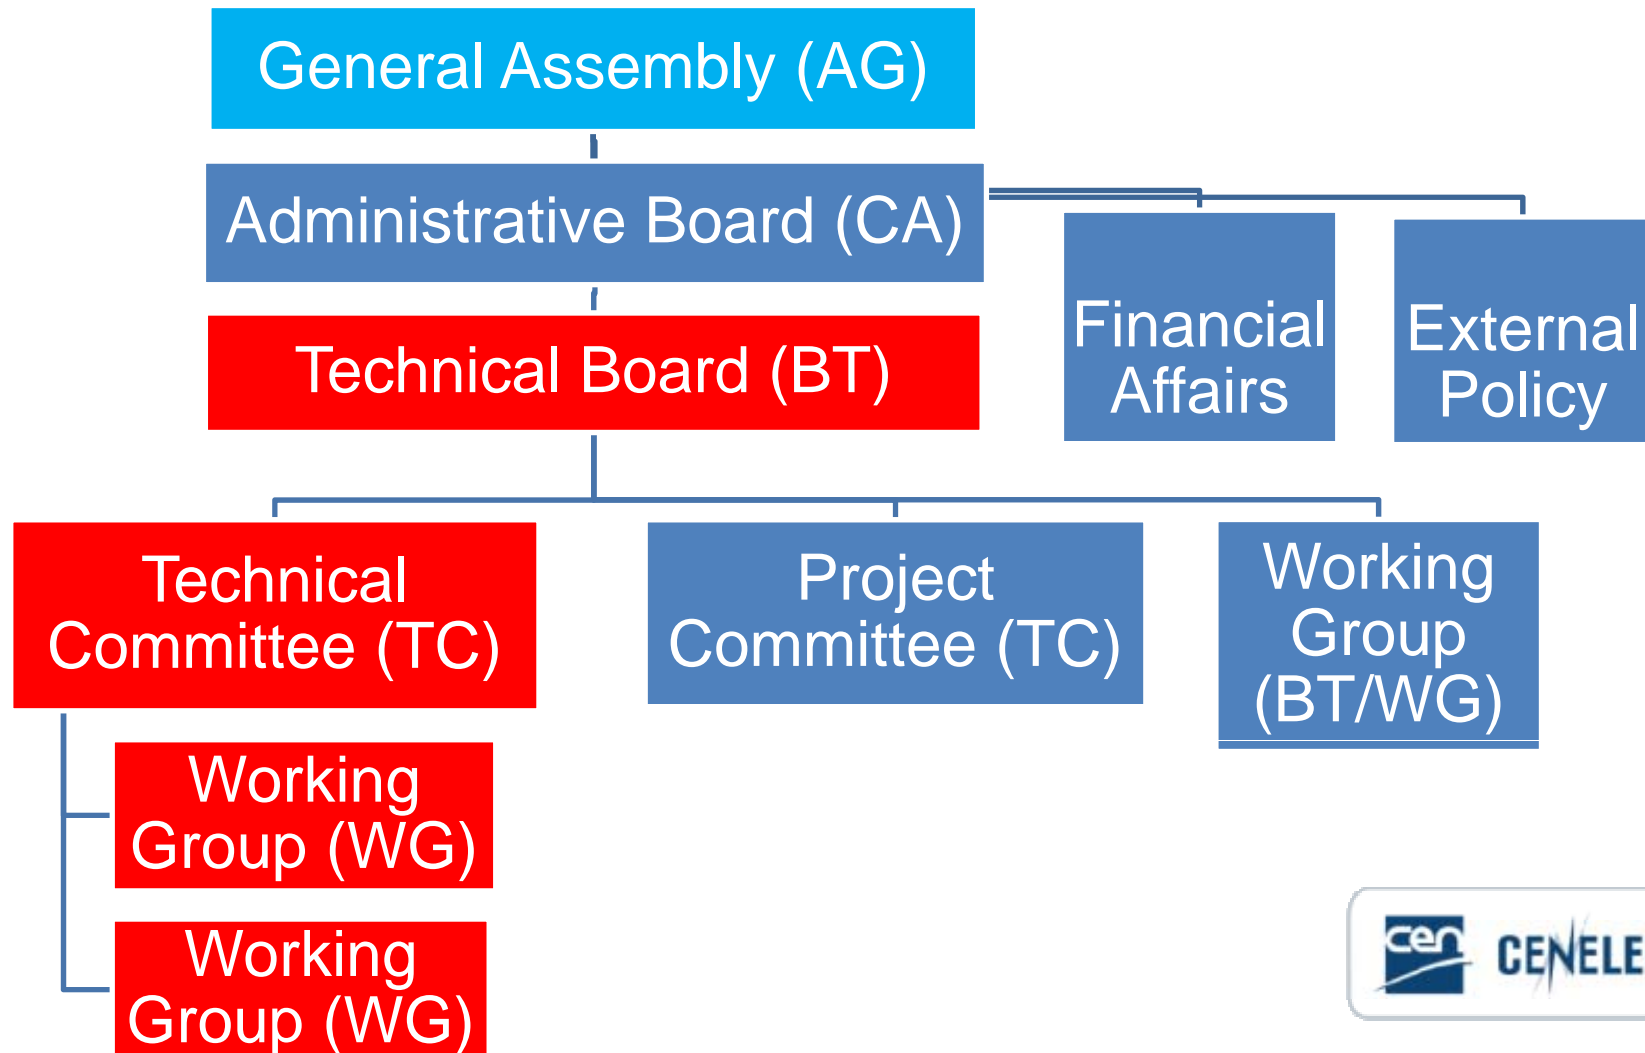 General Assembly (AG)
Administrative Board (CA)
Technical Board (BT)
Financial
Affairs
External
Policy
Technical
Committee (TC)
Project
Committee (TC)
Working
Group
(BT/WG)
Working
Group (WG)
Working
Group (WG)
cen
CENELE